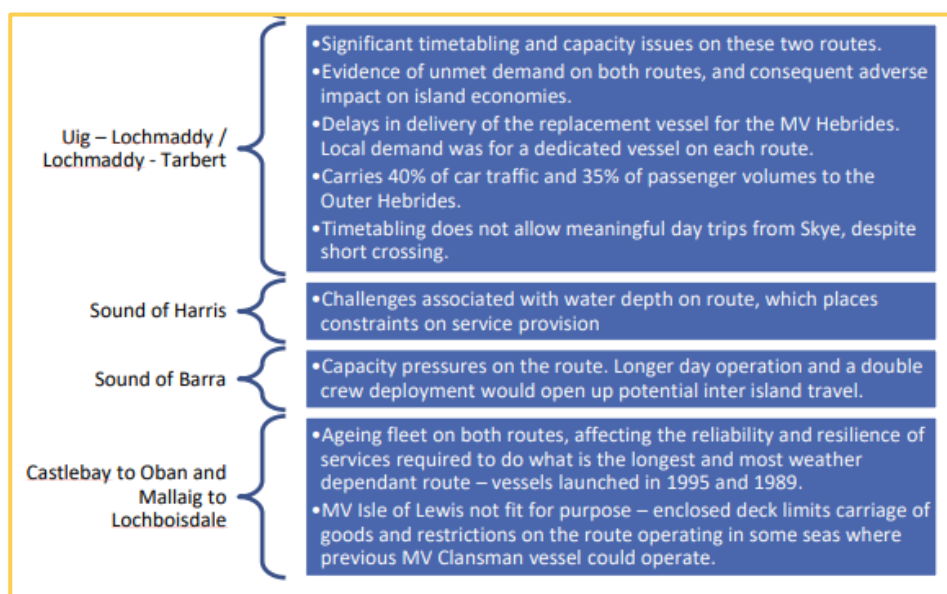 Uig – Lochmaddy /
Lochmaddy - Tarbert
•Significant timetabling and capacity issues on these two routes.
•Evidence of unmet demand on both routes, and consequent adverse
impact on island economies.
•Delays in delivery of the replacement vessel for the MV Hebrides.
Local demand was for a dedicated vessel on each route.
•Carries 40% of car traffic and 35% of passenger volumes to the
Outer Hebrides.
•Timetabling does not allow meaningful day trips from Skye, despite
short crossing.
Sound of Harris
•Challenges associated with water depth on route, which places
constraints on service provision
Sound of Barra
•Capacity pressures on the route. Longer day operation and a double
crew deployment would open up potential inter island travel.
Castlebay to Oban and
Mallaig to
Lochboisdale
•Ageing fleet on both routes, affecting the reliability and resilience of
services required to do what is the longest and most weather
dependant route – vessels launched in 1995 and 1989.
•MV Isle of Lewis not fit for purpose – enclosed deck limits carriage of
goods and restrictions on the route operating in some seas where
previous MV Clansman vessel could operate.